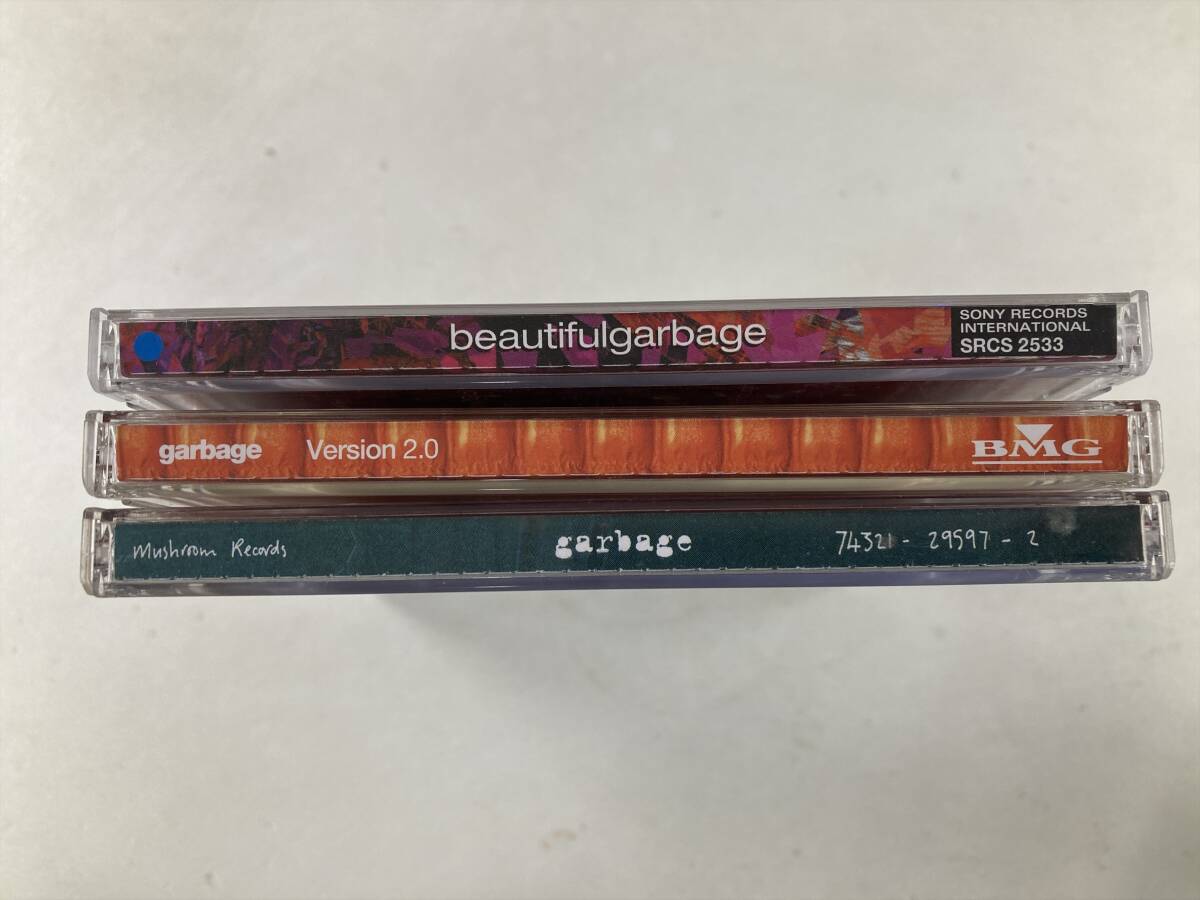 beautifulgarbage
SONY RECORDS
INTERNATIONAL
SRCS 2533
garbage Version 2.0 BMG
Mushroom Records garbage 74321-29597-2